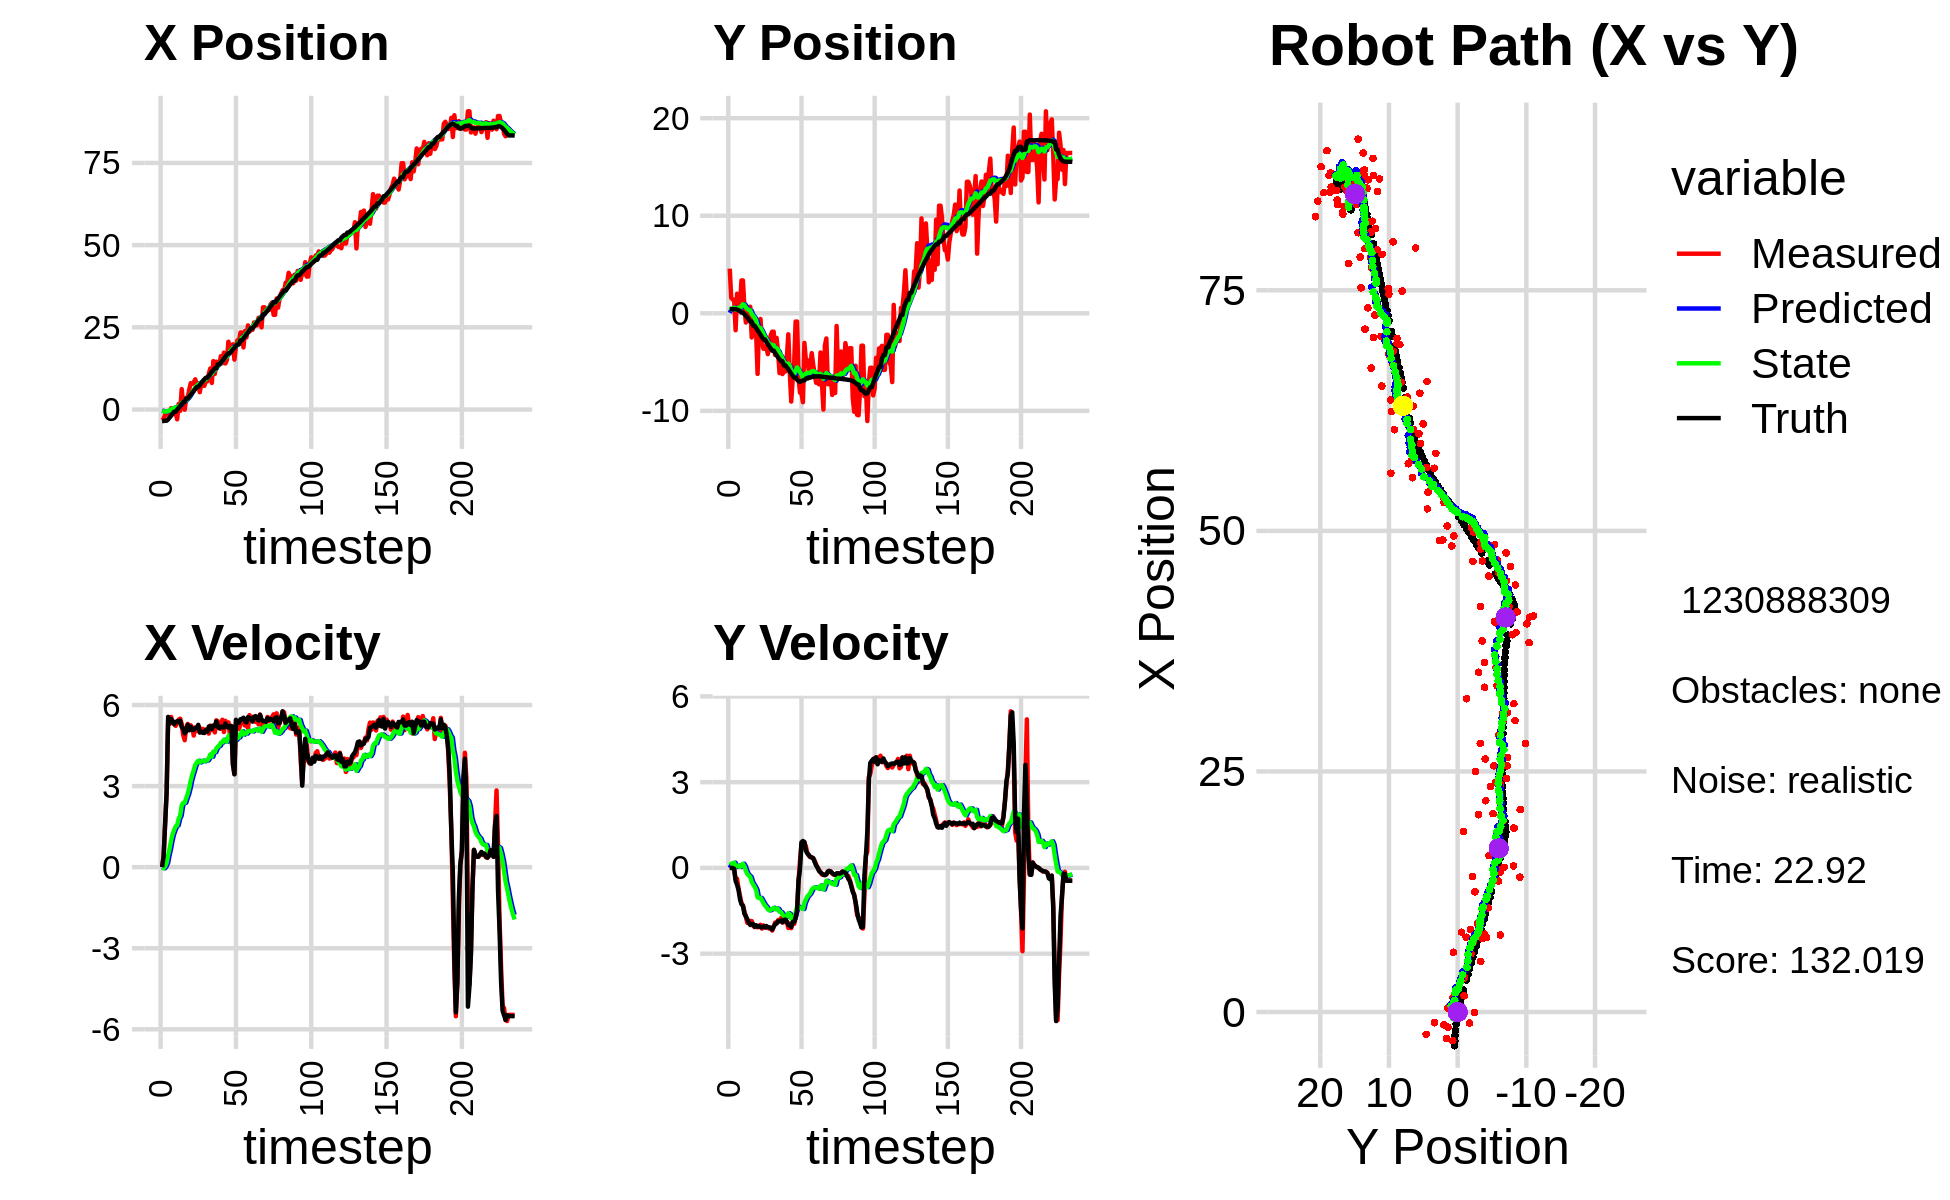 X Position
75
50
25
0
0
50
100
150
200
timestep
Y Position
20
10
0
-10
0
50
100
150
200
timestep
X Velocity
6
3
0
-3
-6
0
50
100
150
200
timestep
Y Velocity
6
3
0
-3
0
50
100
150
200
timestep
Robot Path (X vs Y)
X Position
75
50
25
0
20 10 0 -10 -20
Y Position
variable
Measured
Predicted
State
Truth
1230888309
Obstacles: none
Noise: realistic
Time: 22.92
Score: 132.019